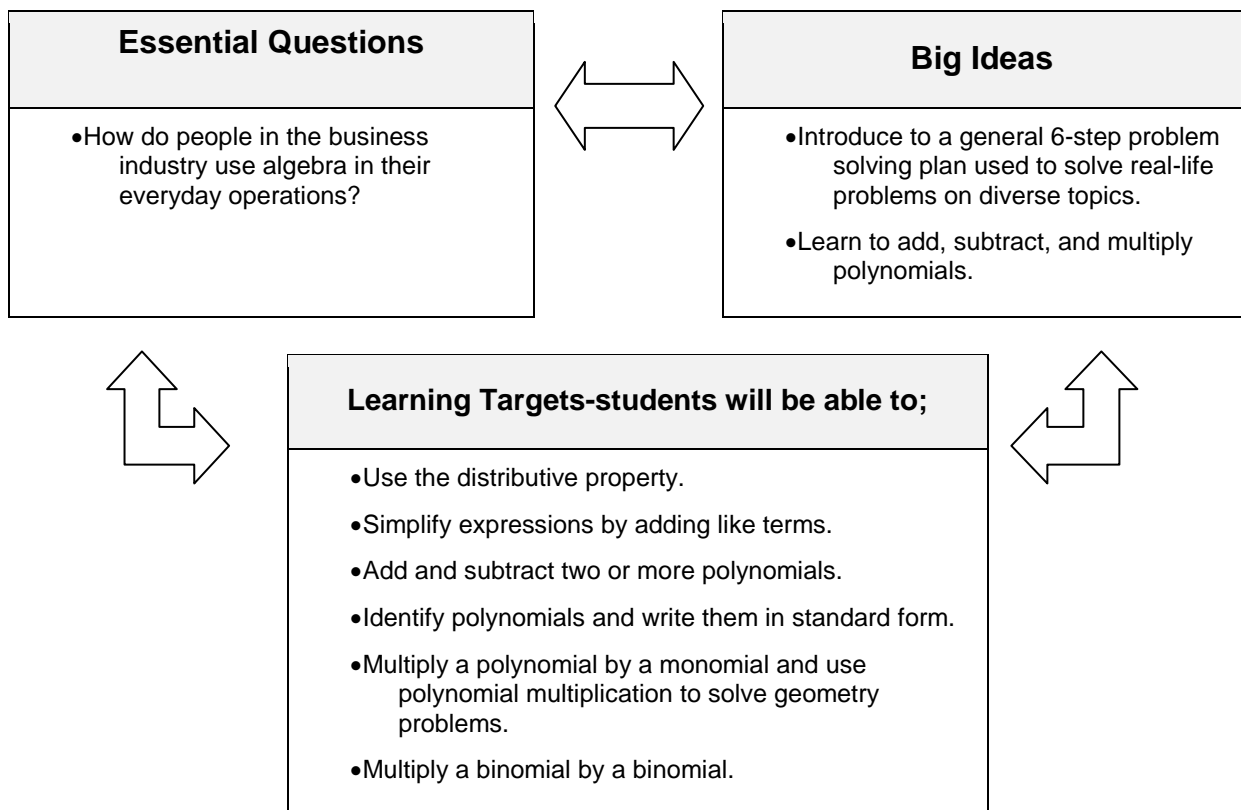 Essential Questions
•How do people in the business
industry use algebra in their
everyday operations?
Big Ideas
•Introduce to a general 6-step problem
solving plan used to solve real-life
problems on diverse topics.
•Learn to add, subtract, and multiply
polynomials.
Learning Targets-students will be able to;
•Use the distributive property.
•Simplify expressions by adding like terms.
•Add and subtract two or more polynomials.
•Identify polynomials and write them in standard form.
•Multiply a polynomial by a monomial and use
polynomial multiplication to solve geometry
problems.
•Multiply a binomial by a binomial.